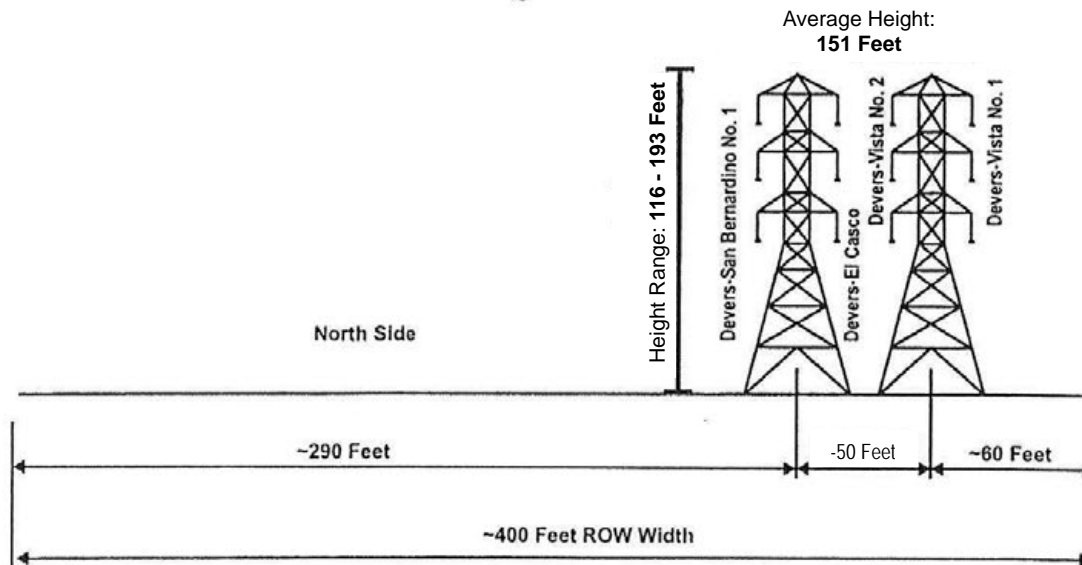 Average Height:
151 Feet
Height Range: 116 - 193 Feet
Devers-San Bernardino No. 1
Devers-El Casco
Devers-Vista No. 2
Devers-Vista No. 1
North Side
~290 Feet
-50 Feet
~60 Feet
~400 Feet ROW Width